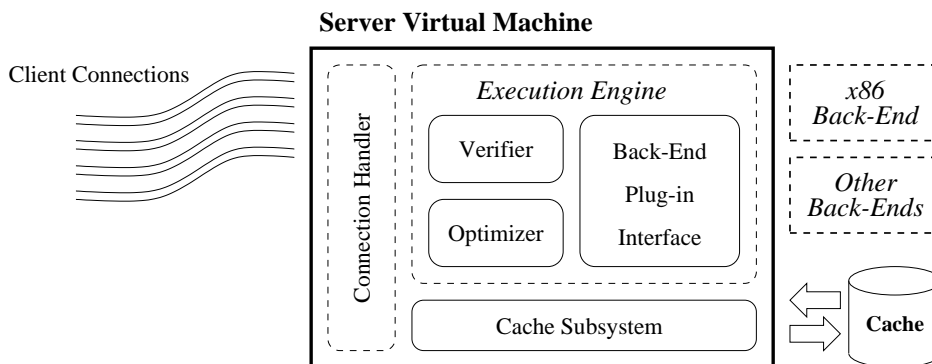 Server Virtual Machine
Client Connections
Connection Handler
Execution Engine
Verifier
Optimizer
Back-End
Plug-in
Interface
Cache Subsystem
x86
Back-End
Other
Back-Ends
Cache